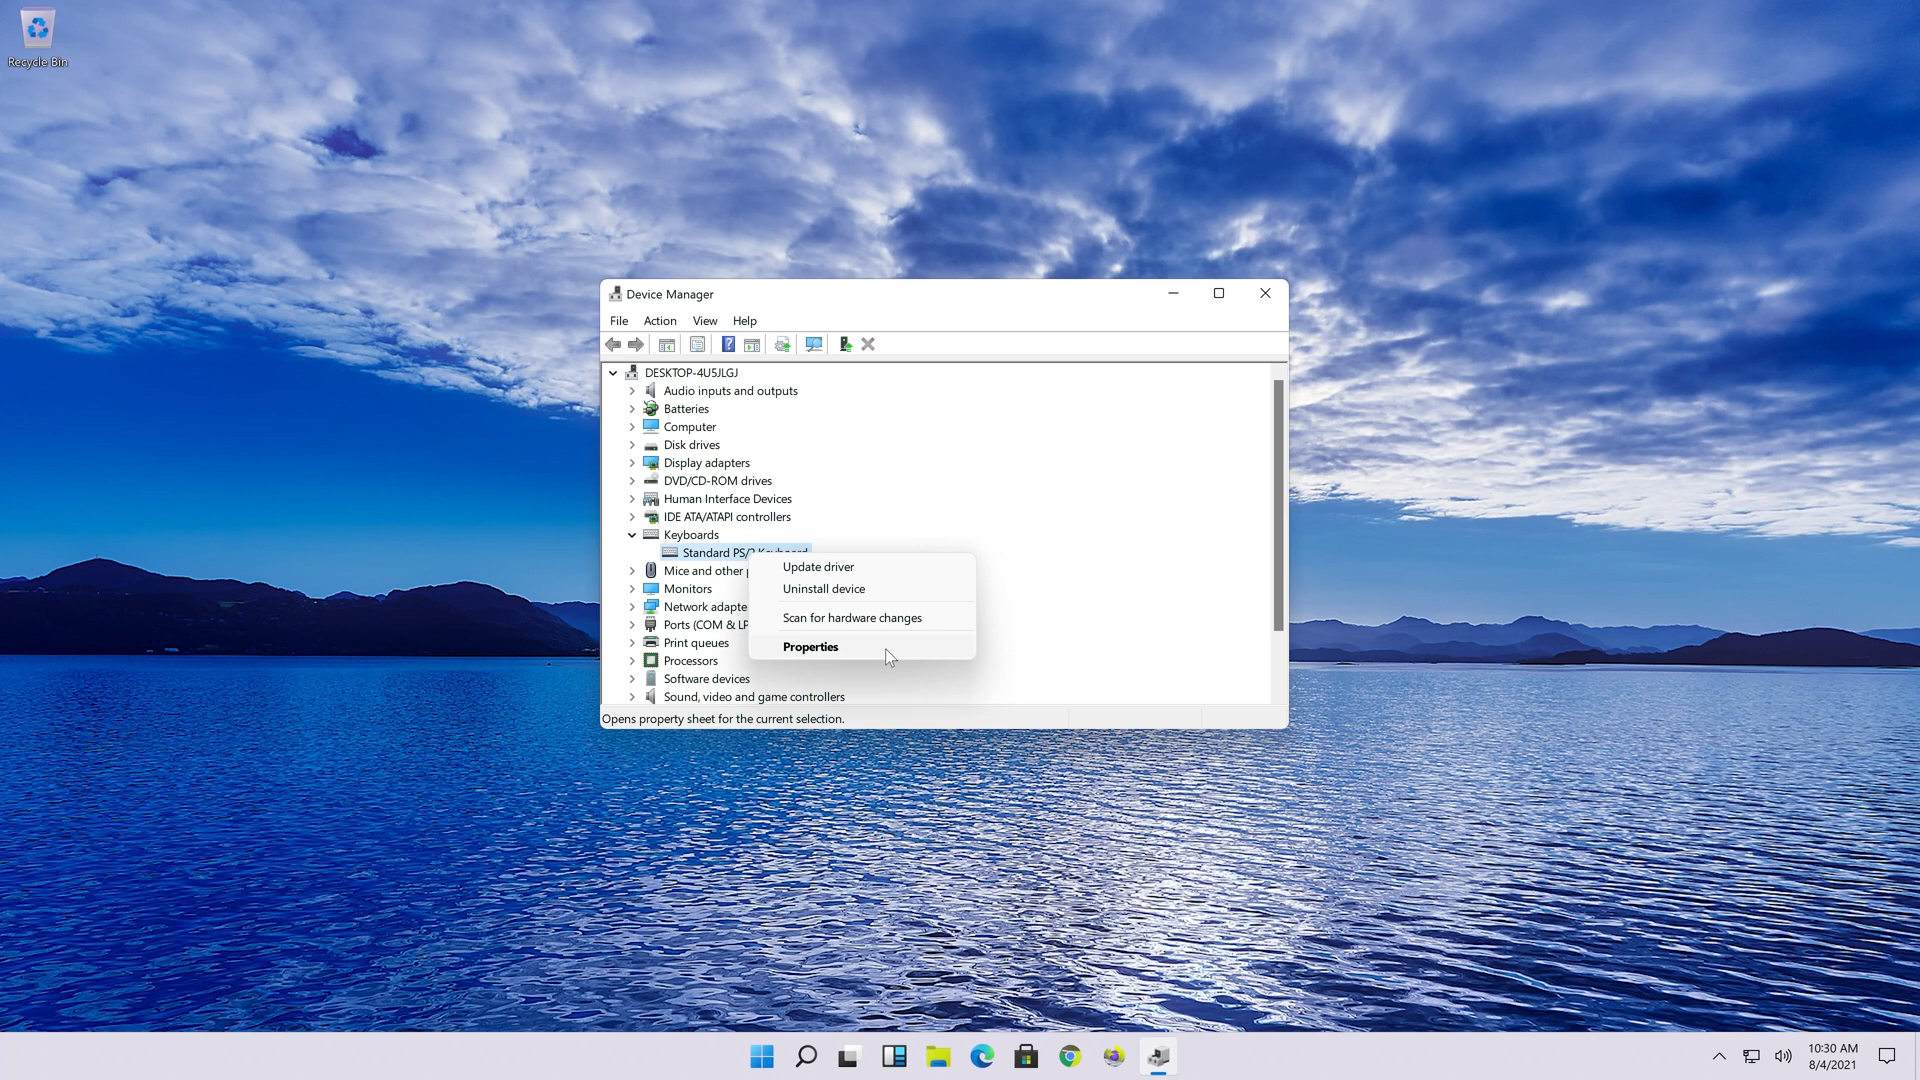 Recycle Bin
Device Manager
File Action View Help
DESKTOP-4U5JLGJ
Audio inputs and outputs
Batteries
Computer
Disk drives
Display adapters
DVD/CD-ROM drives
Human Interface Devices
IDE ATA/ATAPI controllers
Keyboards
Standard PS/2 Keyboard
Mice and other p
Monitors
Network adapte
Ports (COM & LP
Print queues
Processors
Software devices
Sound, video and game controllers
Update driver
Uninstall device
Scan for hardware changes
Properties
Opens property sheet for the current selection.
10:30 AM
8/4/2021